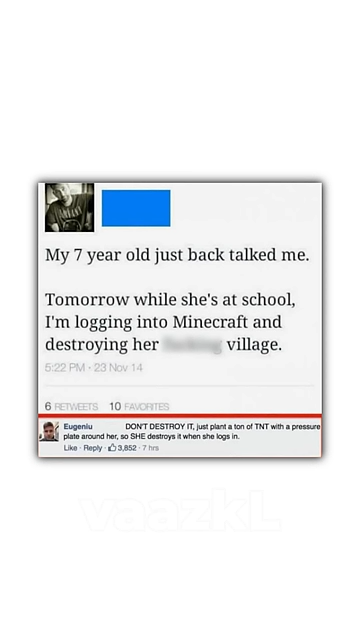 My 7 year old just back talked me.
Tomorrow while she's at school,
I'm logging into Minecraft and
destroying her village.
5:22 PM - 23 Nov 14
6 RETWEETS 10 FAVORITES
Eugeniu DON'T DESTROY IT, just plant a ton of TNT with a pressure
plate around her, so SHE destroys it when she logs in.
Like · Reply · 3,852 · 7 hrs
vaazkL